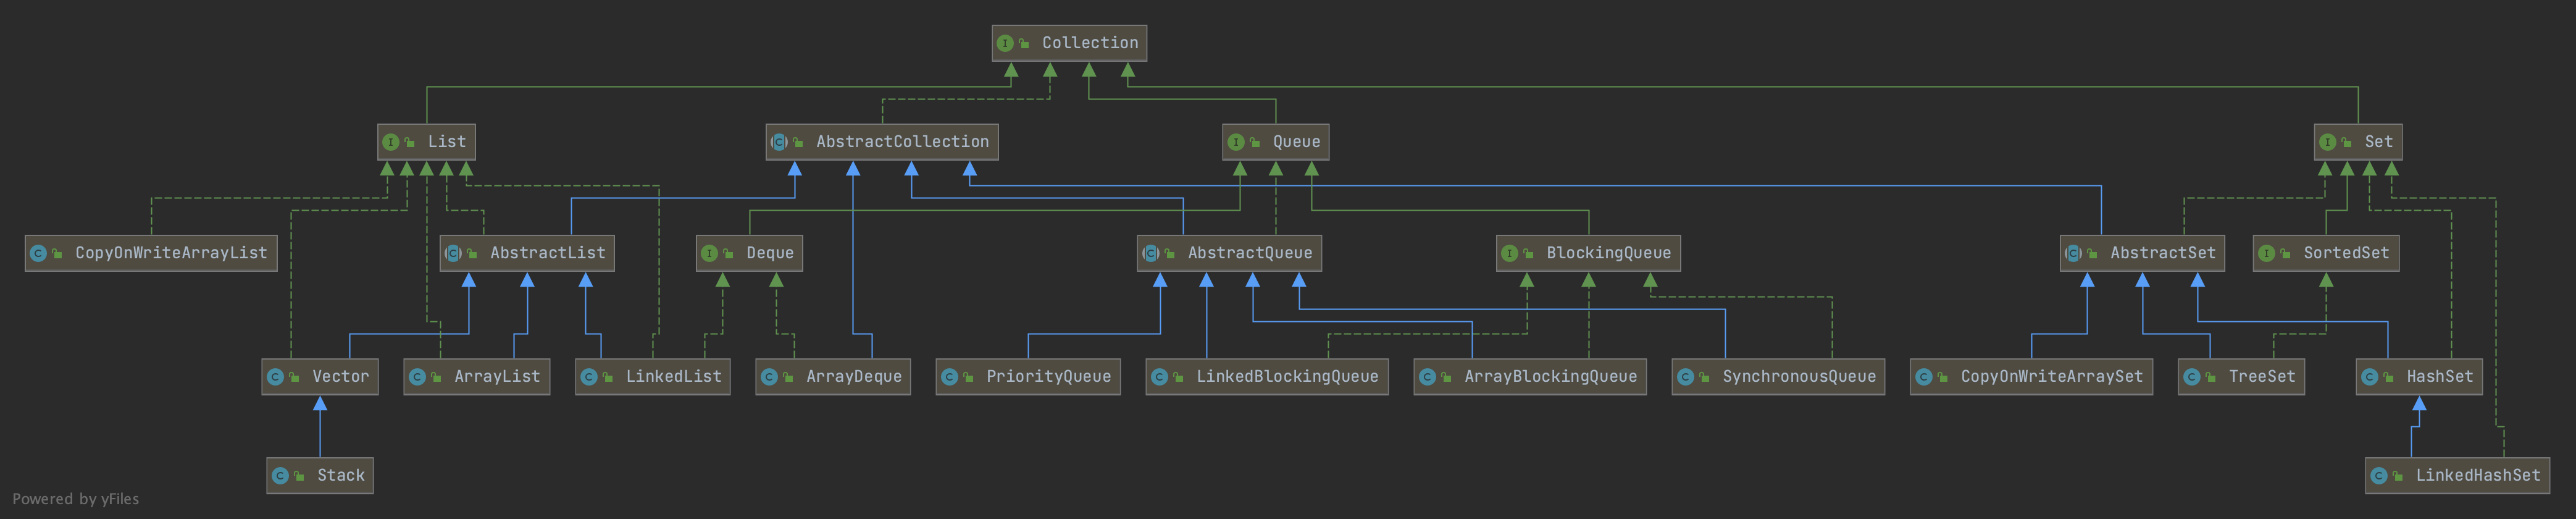 Collection
List
AbstractCollection
Queue
Set
CopyOnWriteArrayList
AbstractList
Deque
AbstractQueue
BlockingQueue
AbstractSet
SortedSet
Vector
ArrayList
LinkedList
ArrayDeque
PriorityQueue
LinkedBlockingQueue
ArrayBlockingQueue
SynchronousQueue
CopyOnWriteArraySet
TreeSet
HashSet
Stack
LinkedHashSet
Powered by yFiles